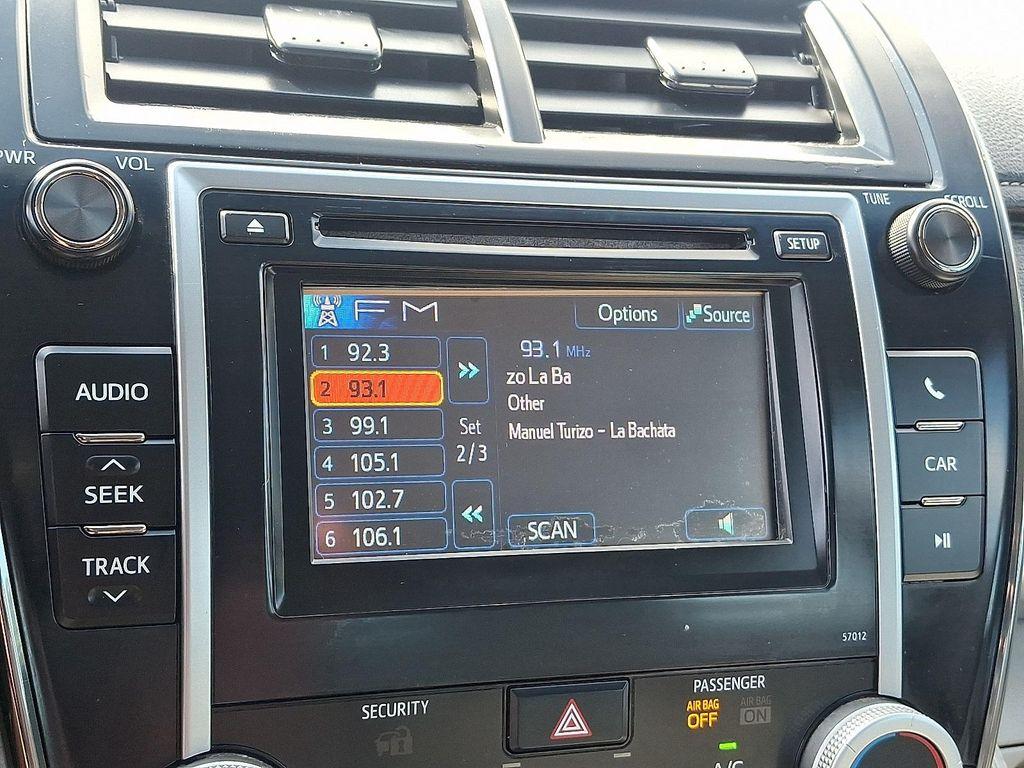 PWR
VOL
TUNE
SCROLL
SETUP
FM
Options
Source
1 92.3
2 93.1
3 99.1
4 105.1
5 102.7
6 106.1
Set
2/3
93.1 MHz
zo La Ba
Other
Manuel Turizo - La Bachata
SCAN
AUDIO
SEEK
TRACK
CAR
57012
SECURITY
PASSENGER
AIR BAG
OFF
AIR BAG
ON
A/C